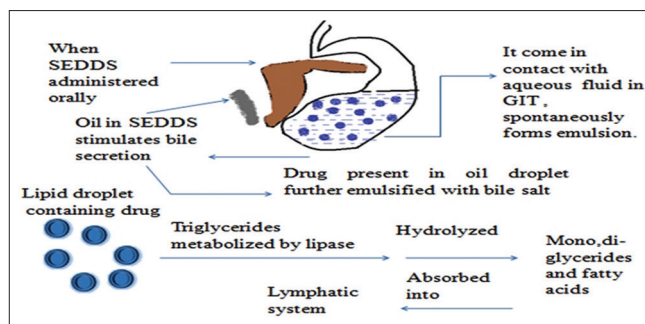 When
SEDDS
administered
orally
It come in
contact with
aqueous fluid in
GIT,
spontaneously
forms emulsion.
Oil in SEDDS
stimulates bile
secretion
Drug present in oil droplet
further emulsified with bile salt
Lipid droplet
containing drug
Triglycerides
metabolized by lipase
Hydrolyzed
Mono,di-
glycerides
and fatty
acids
Absorbed
into
Lymphatic
system